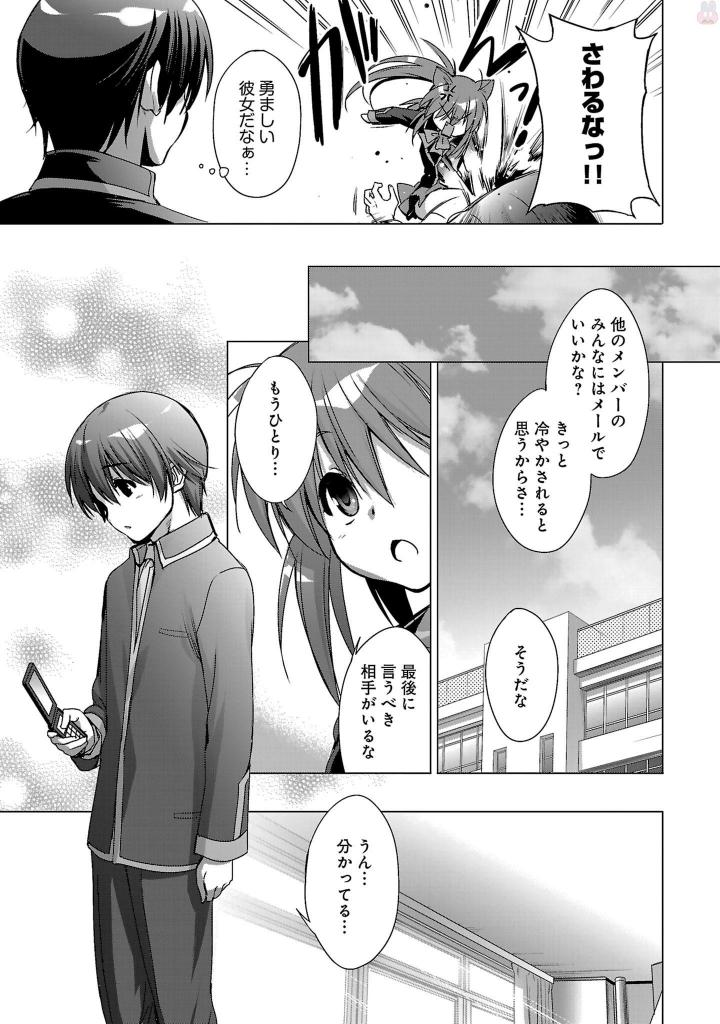 さわるなっ!!
ガッ
ガッ
勇ましい
彼女だなぁ…
他のメンバーの
みんなにはメールで
いいかな?
きっと
冷やかされると
思うからさ…
そうだな
もうひとり…
最後に
言うべき
相手がいるな
うん…
分かってる…